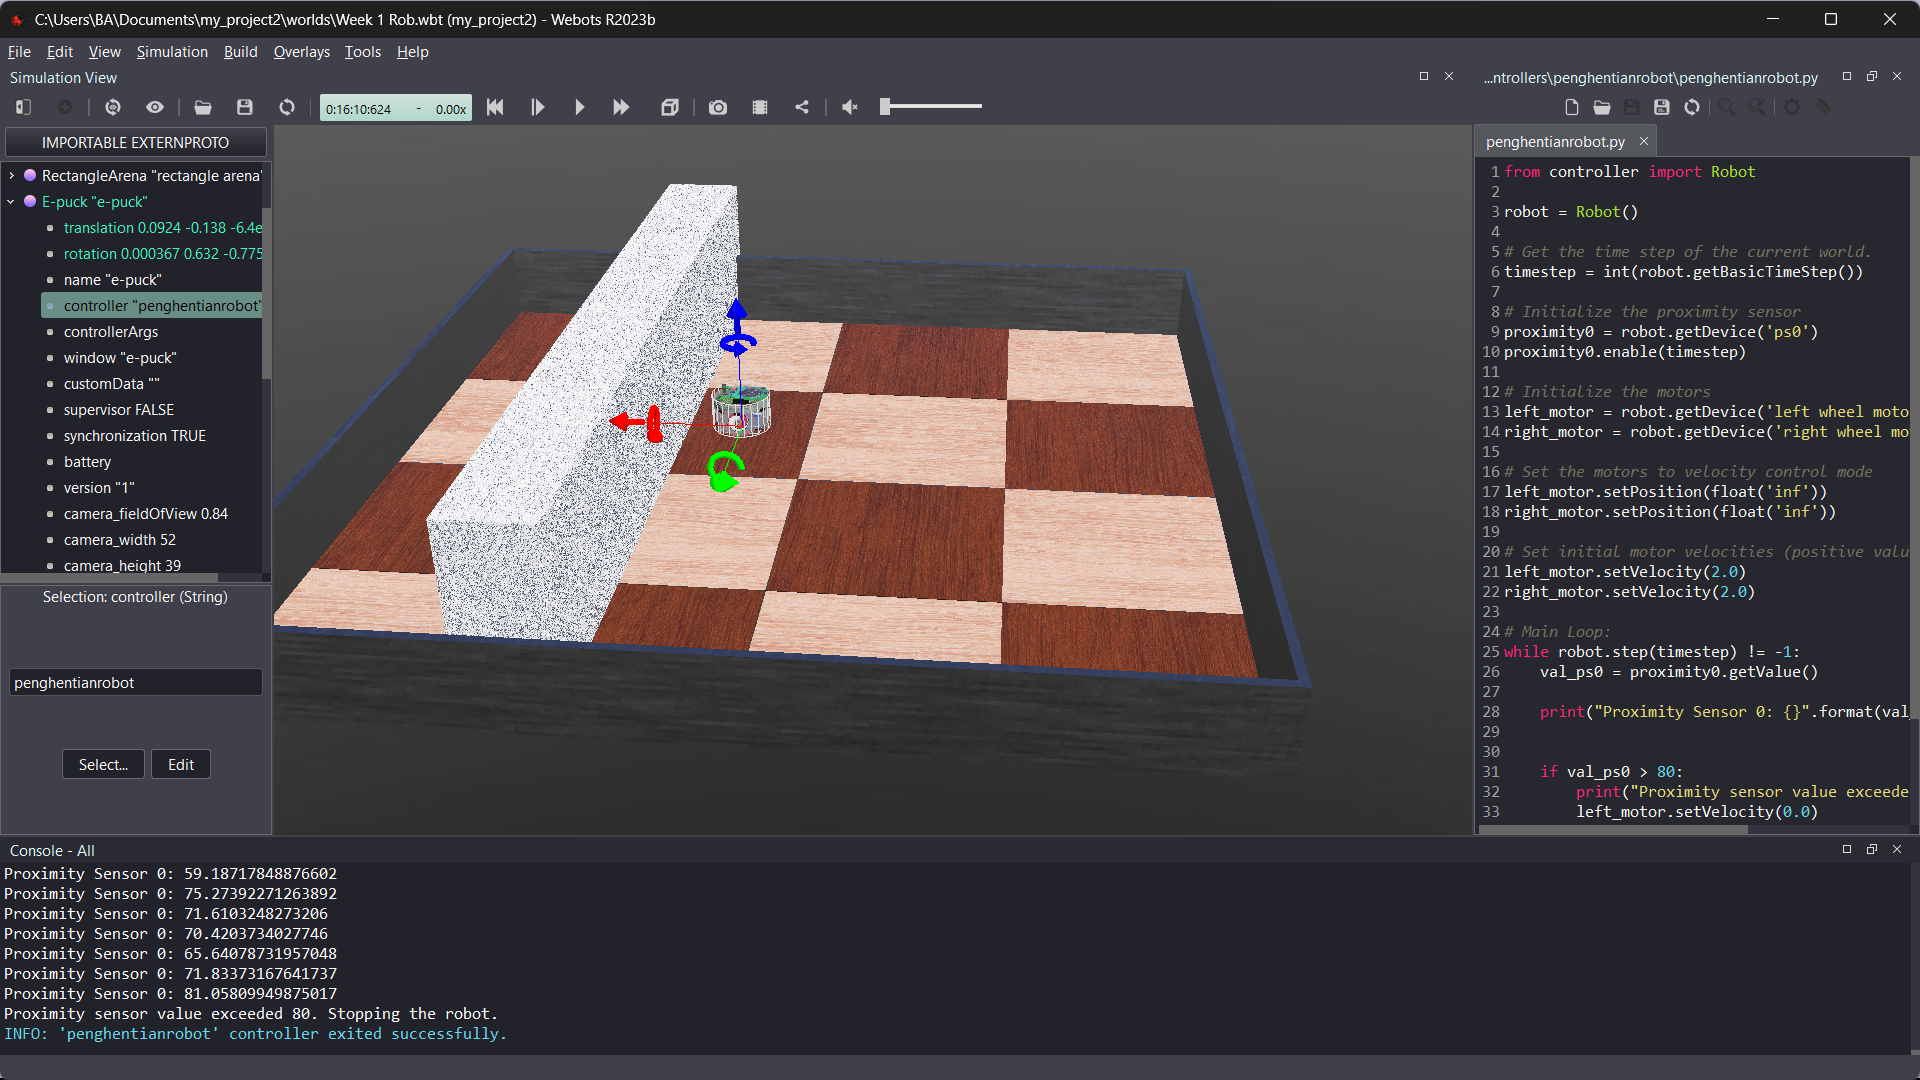 C:\Users\BA\Documents\my_project2\worlds\Week 1 Rob.wbt (my_project2) - Webots R2023b
File Edit View Simulation Build Overlays Tools Help
Simulation View
0:16:10:624 - 0.00x
IMPORTABLE EXTERNPROTO
RectangleArena "rectangle arena"
E-puck "e-puck"
translation 0.0924 -0.138 -6.4e
rotation 0.000367 0.632 -0.775
name "e-puck"
controller "penghentianrobot"
controllerArgs
window "e-puck"
customData ""
supervisor FALSE
synchronization TRUE
battery
version "1"
camera_fieldOfView 0.84
camera_width 52
camera_height 39
Selection: controller (String)
penghentianrobot
Select... Edit
...ntrollers\penghentianrobot\penghentianrobot.py
penghentianrobot.py
1 from controller import Robot
2
3 robot = Robot()
4
5 # Get the time step of the current world.
6 timestep = int(robot.getBasicTimeStep())
7
8 # Initialize the proximity sensor
9 proximity0 = robot.getDevice('ps0')
10 proximity0.enable(timestep)
11
12 # Initialize the motors
13 left_motor = robot.getDevice('left wheel moto
14 right_motor = robot.getDevice('right wheel mo
15
16 # Set the motors to velocity control mode
17 left_motor.setPosition(float('inf'))
18 right_motor.setPosition(float('inf'))
19
20 # Set initial motor velocities (positive valu
21 left_motor.setVelocity(2.0)
22 right_motor.setVelocity(2.0)
23
24 # Main Loop:
25 while robot.step(timestep) != -1:
26 val_ps0 = proximity0.getValue()
27
28 print("Proximity Sensor 0: {}".format(val_
29
30
31 if val_ps0 > 80:
32 print("Proximity sensor value exceede
33 left_motor.setVelocity(0.0)
Console - All
Proximity Sensor 0: 59.18717848876602
Proximity Sensor 0: 75.27392271263892
Proximity Sensor 0: 71.6103248273206
Proximity Sensor 0: 70.4203734027746
Proximity Sensor 0: 65.64078731957048
Proximity Sensor 0: 71.83373167641737
Proximity Sensor 0: 81.05809949875017
Proximity sensor value exceeded 80. Stopping the robot.
INFO: 'penghentianrobot' controller exited successfully.